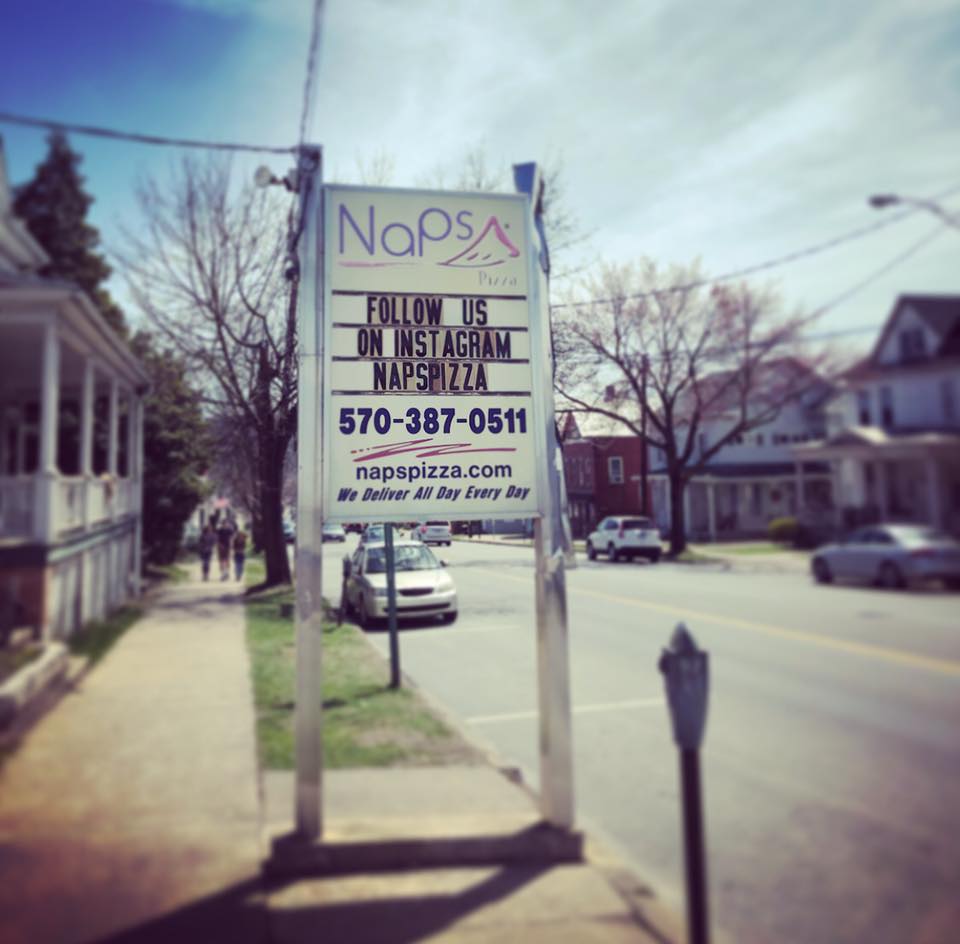 Naps
Pizza
FOLLOW US
ON INSTAGRAM
NAPSPIZZA
570-387-0511
napspizza.com
We Deliver All Day Every Day